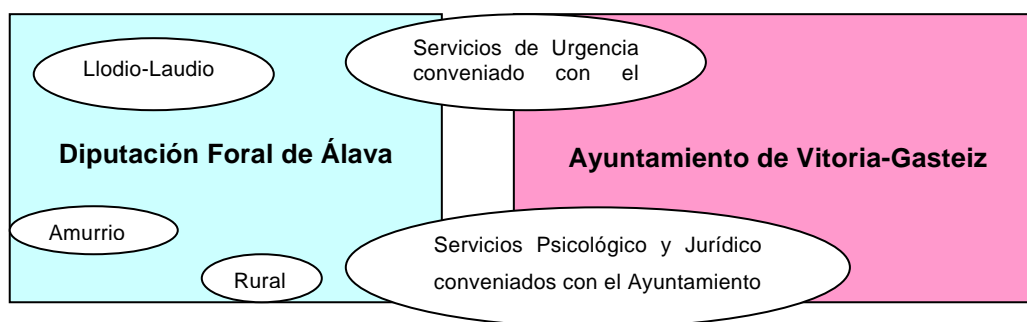 Llodio-Laudio
Servicios de Urgencia
conveniado con el
Diputación Foral de Álava
Ayuntamiento de Vitoria-Gasteiz
Amurrio
Rural
Servicios Psicológico y Jurídico
conveniados con el Ayuntamiento